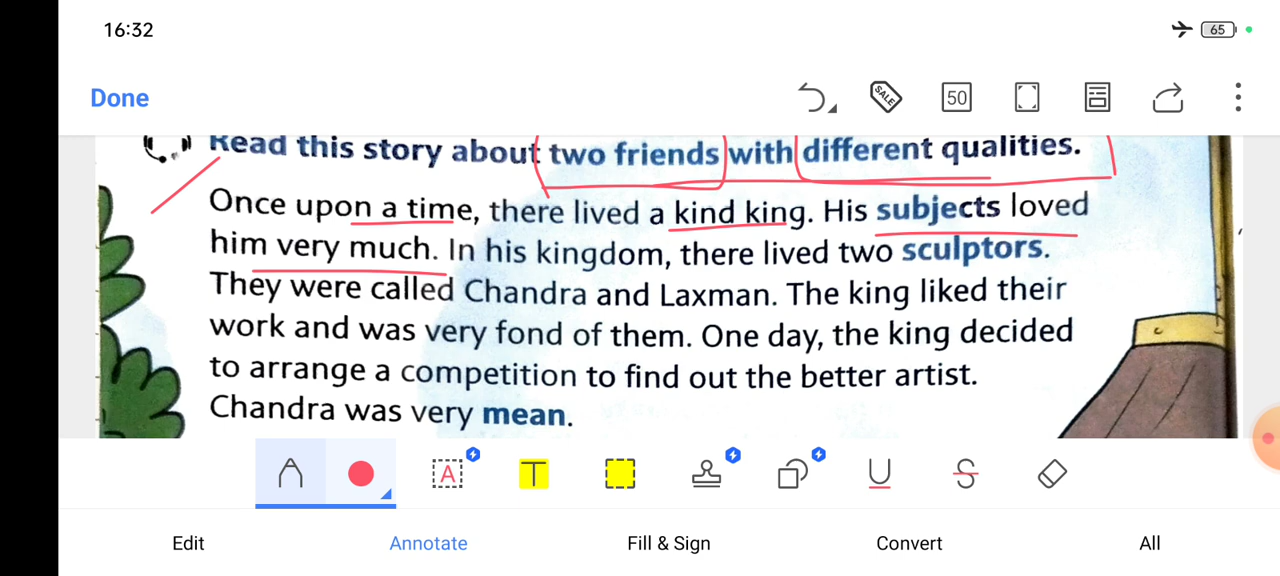 16:32
65
Done
SALE
50
Read this story about two friends with different qualities.
Once upon a time, there lived a kind king. His subjects loved
him very much. In his kingdom, there lived two sculptors.
They were called Chandra and Laxman. The king liked their
work and was very fond of them. One day, the king decided
to arrange a competition to find out the better artist.
Chandra was very mean.
A
T
U
S
Edit
Annotate
Fill & Sign
Convert
All